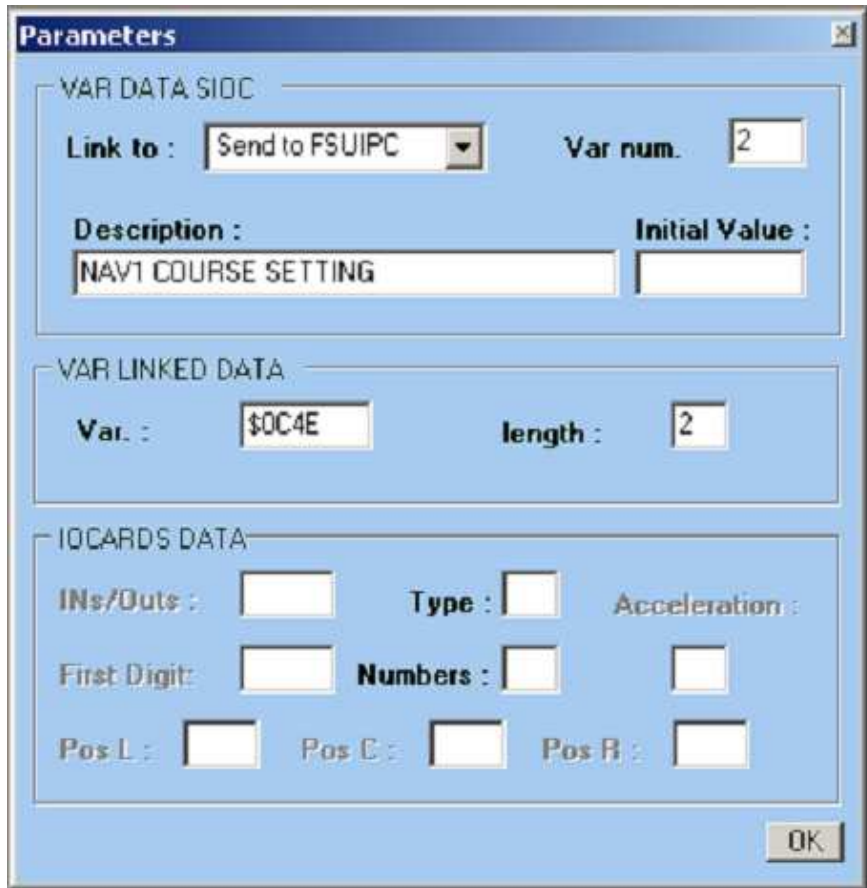 Parameters
VAR DATA SIOC
Link to : Send to FSUIPC Var num. 2
Description : Initial Value :
NAV1 COURSE SETTING
VAR LINKED DATA
Var. : $0C4E length : 2
IOCARDS DATA
INs/Outs : Type : Acceleration :
First Digit: Numbers :
Pos L : Pos C : Pos R :
OK